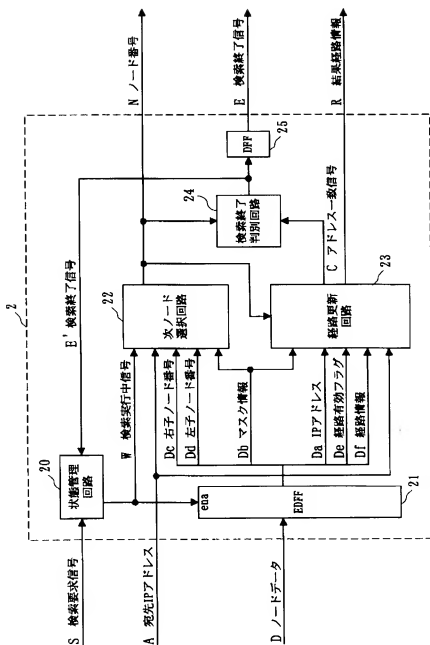 2
S 検索要求信号
A 宛先IPアドレス
D ノードデータ
20
状態管理
回路
E' 検索終了信号
ena
EDFF
21
W 検索実行中信号
Dc 右子ノード番号
Dd 左子ノード番号
Db マスク情報
Da IPアドレス
De 経路有効フラグ
Df 経路情報
22
次ノード
選択回路
経路更新
回路
23
24
検索終了
判別回路
C アドレス一致信号
DFF
25
N ノード番号
E 検索終了信号
R 結果経路情報